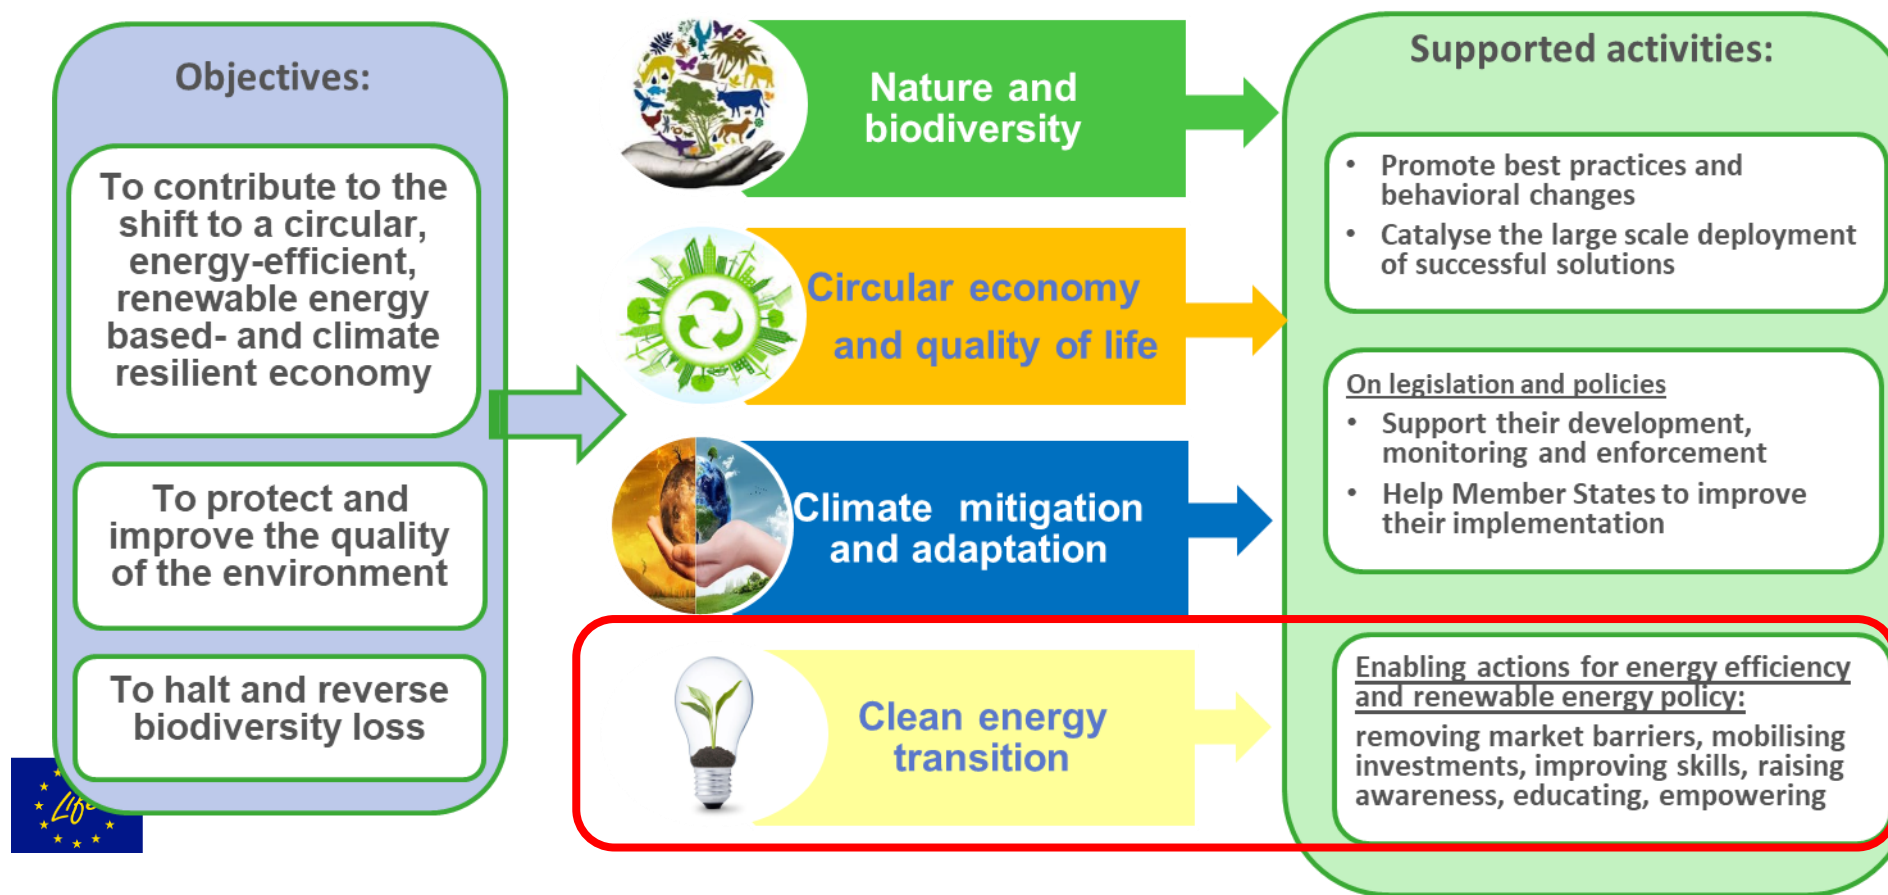 Objectives:
To contribute to the
shift to a circular,
energy-efficient,
renewable energy
based- and climate
resilient economy
To protect and
improve the quality
of the environment
To halt and reverse
biodiversity loss
Life
Nature and
biodiversity
Circular economy
and quality of life
Climate mitigation
and adaptation
Clean energy
transition
Supported activities:
• Promote best practices and
behavioral changes
• Catalyse the large scale deployment
of successful solutions
On legislation and policies
• Support their development,
monitoring and enforcement
• Help Member States to improve
their implementation
Enabling actions for energy efficiency
and renewable energy policy:
removing market barriers, mobilising
investments, improving skills, raising
awareness, educating, empowering